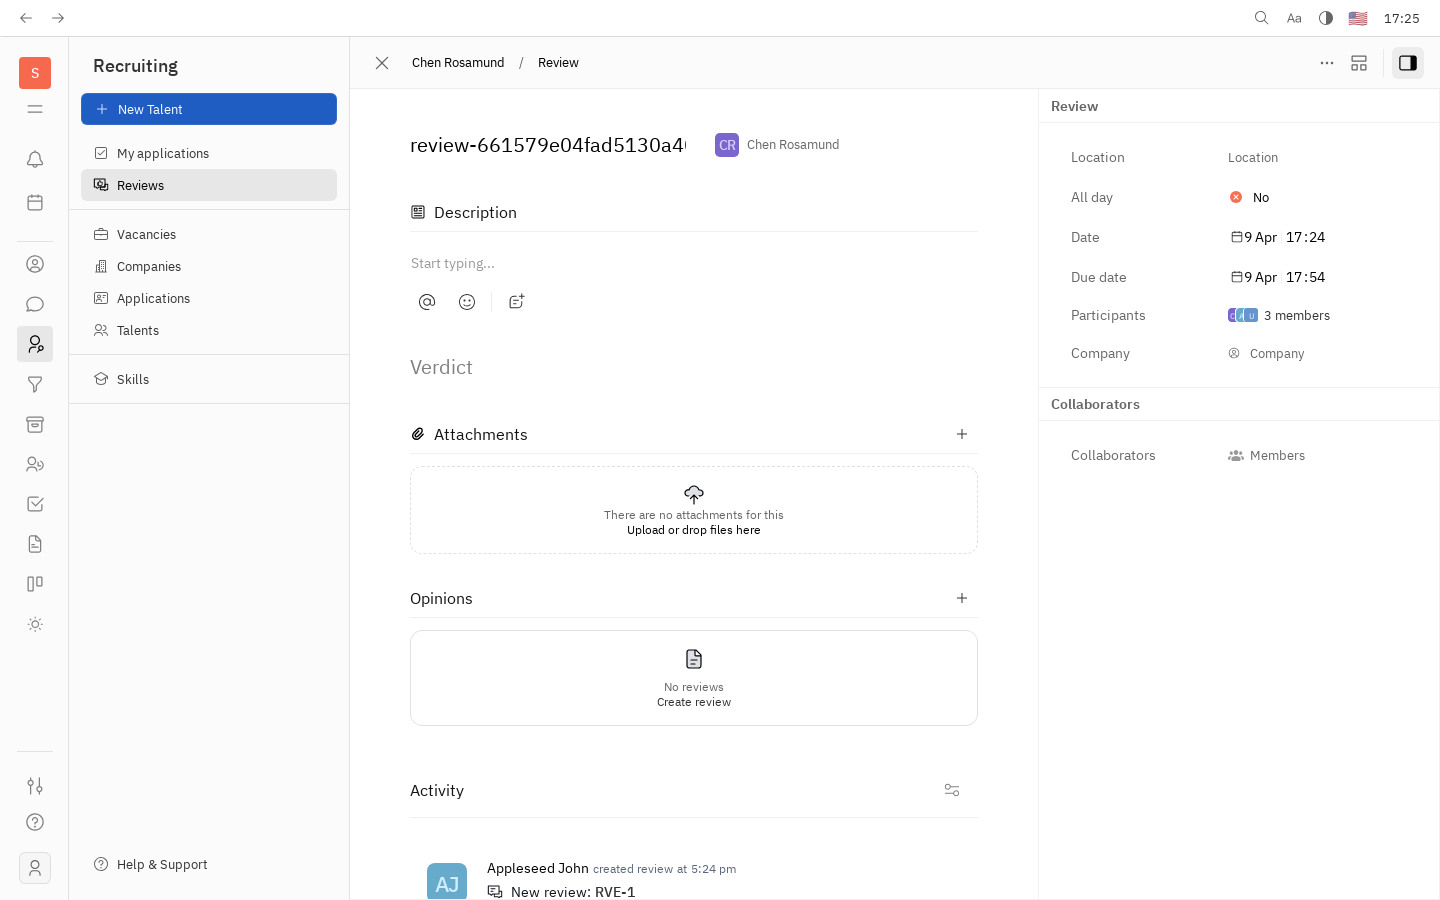 Aa
17:25
S
Recruiting
New Talent
My applications
Reviews
Vacancies
Companies
Applications
Talents
Skills
Help & Support
Chen Rosamund / Review
review-661579e04fad5130a4
CR Chen Rosamund
Description
Start typing...
Verdict
Attachments
There are no attachments for this
Upload or drop files here
Opinions
No reviews
Create review
Activity
AJ
Appleseed John created review at 5:24 pm
New review: RVE-1
Review
Location Location
All day No
Date 9 Apr 17:24
Due date 9 Apr 17:54
Participants 3 members
Company Company
Collaborators
Collaborators Members